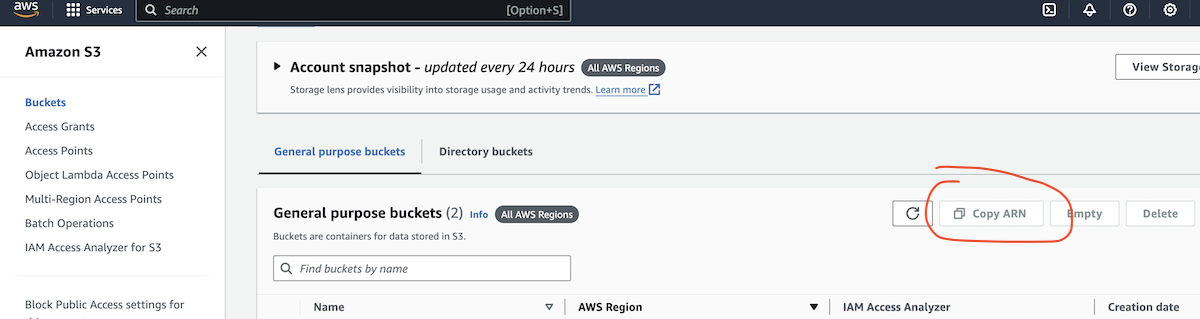 aws
Services
Search
[Option+S]
Amazon S3
Buckets
Access Grants
Access Points
Object Lambda Access Points
Multi-Region Access Points
Batch Operations
IAM Access Analyzer for S3
Block Public Access settings for
Account snapshot - updated every 24 hours All AWS Regions
View Storag
Storage lens provides visibility into storage usage and activity trends. Learn more
General purpose buckets Directory buckets
General purpose buckets (2) Info All AWS Regions
Copy ARN Empty Delete
Buckets are containers for data stored in S3.
Find buckets by name
Name AWS Region IAM Access Analyzer Creation date